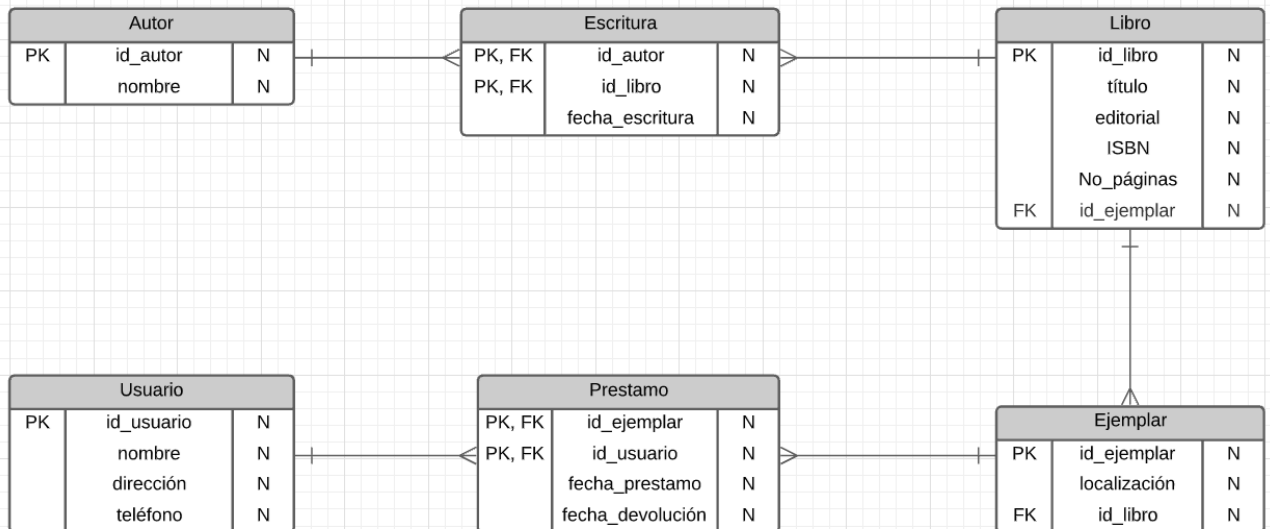 Autor
PK id_autor N
nombre N
Escritura
PK, FK id_autor N
PK, FK id_libro N
fecha_escritura N
Libro
PK id_libro N
título N
editorial N
ISBN N
No_páginas N
FK id_ejemplar N
Usuario
PK id_usuario N
nombre N
dirección N
teléfono N
Prestamo
PK, FK id_ejemplar N
PK, FK id_usuario N
fecha_prestamo N
fecha_devolución N
Ejemplar
PK id_ejemplar N
localización N
FK id_libro N